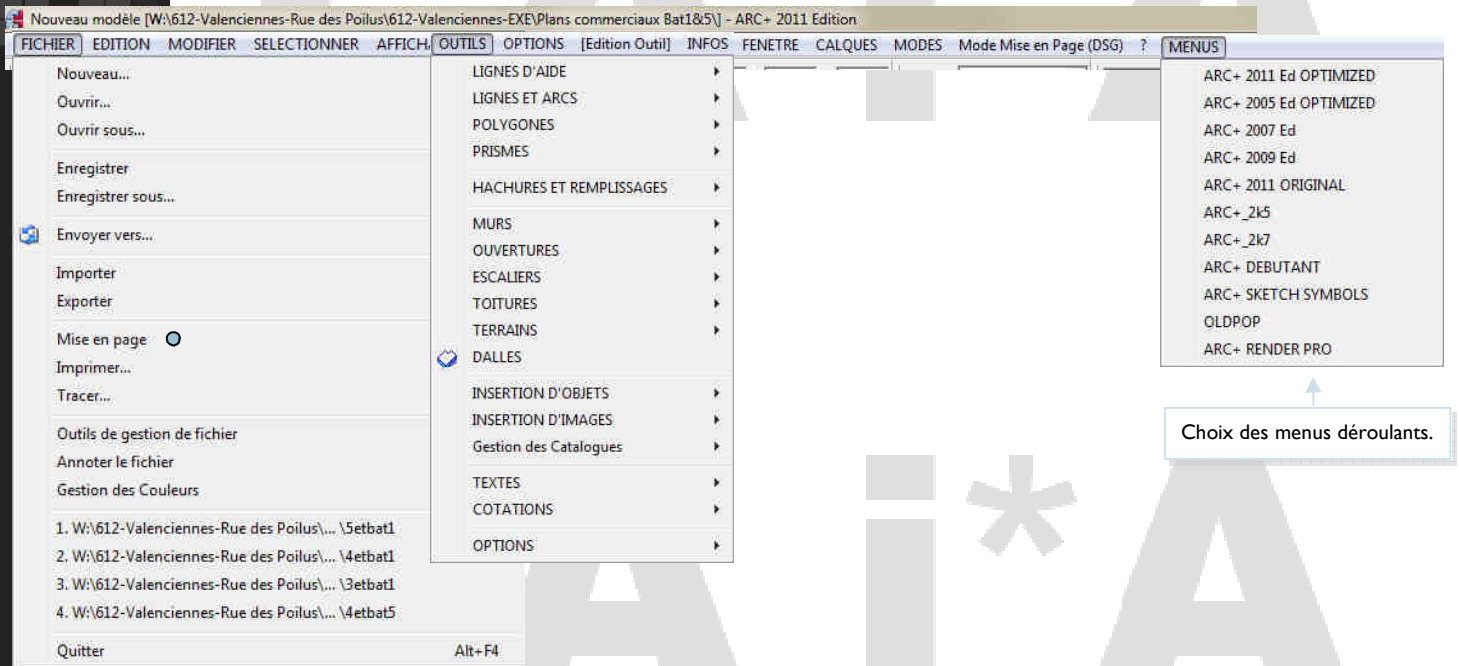 Nouveau modèle [W:\612-Valenciennes-Rue des Poilus\612-Valenciennes-EXE\Plans commerciaux Bat1&5\] - ARC+ 2011 Edition
FICHIER EDITION MODIFIER SELECTIONNER AFFICHA OUTILS OPTIONS [Edition Outil] INFOS FENETRE CALQUES MODES Mode Mise en Page (DSG) ? MENUS
Nouveau...
Ouvrir...
Ouvrir sous...
Enregistrer
Enregistrer sous...
Envoyer vers...
Importer
Exporter
Mise en page
Imprimer...
Tracer...
Outils de gestion de fichier
Annoter le fichier
Gestion des Couleurs
1. W:\612-Valenciennes-Rue des Poilus\... \5etbat1
2. W:\612-Valenciennes-Rue des Poilus\... \4etbat1
3. W:\612-Valenciennes-Rue des Poilus\... \3etbat1
4. W:\612-Valenciennes-Rue des Poilus\... \4etbat5
Quitter Alt+F4
LIGNES D'AIDE
LIGNES ET ARCS
POLYGONES
PRISMES
HACHURES ET REMPLISSAGES
MURS
OUVERTURES
ESCALIERS
TOITURES
TERRAINS
DALLES
INSERTION D'OBJETS
INSERTION D'IMAGES
Gestion des Catalogues
TEXTES
COTATIONS
OPTIONS
ARC+ 2011 Ed OPTIMIZED
ARC+ 2005 Ed OPTIMIZED
ARC+ 2007 Ed
ARC+ 2009 Ed
ARC+ 2011 ORIGINAL
ARC+_2k5
ARC+_2k7
ARC+ DEBUTANT
ARC+ SKETCH SYMBOLS
OLDPOP
ARC+ RENDER PRO
Choix des menus déroulants.
A i*A